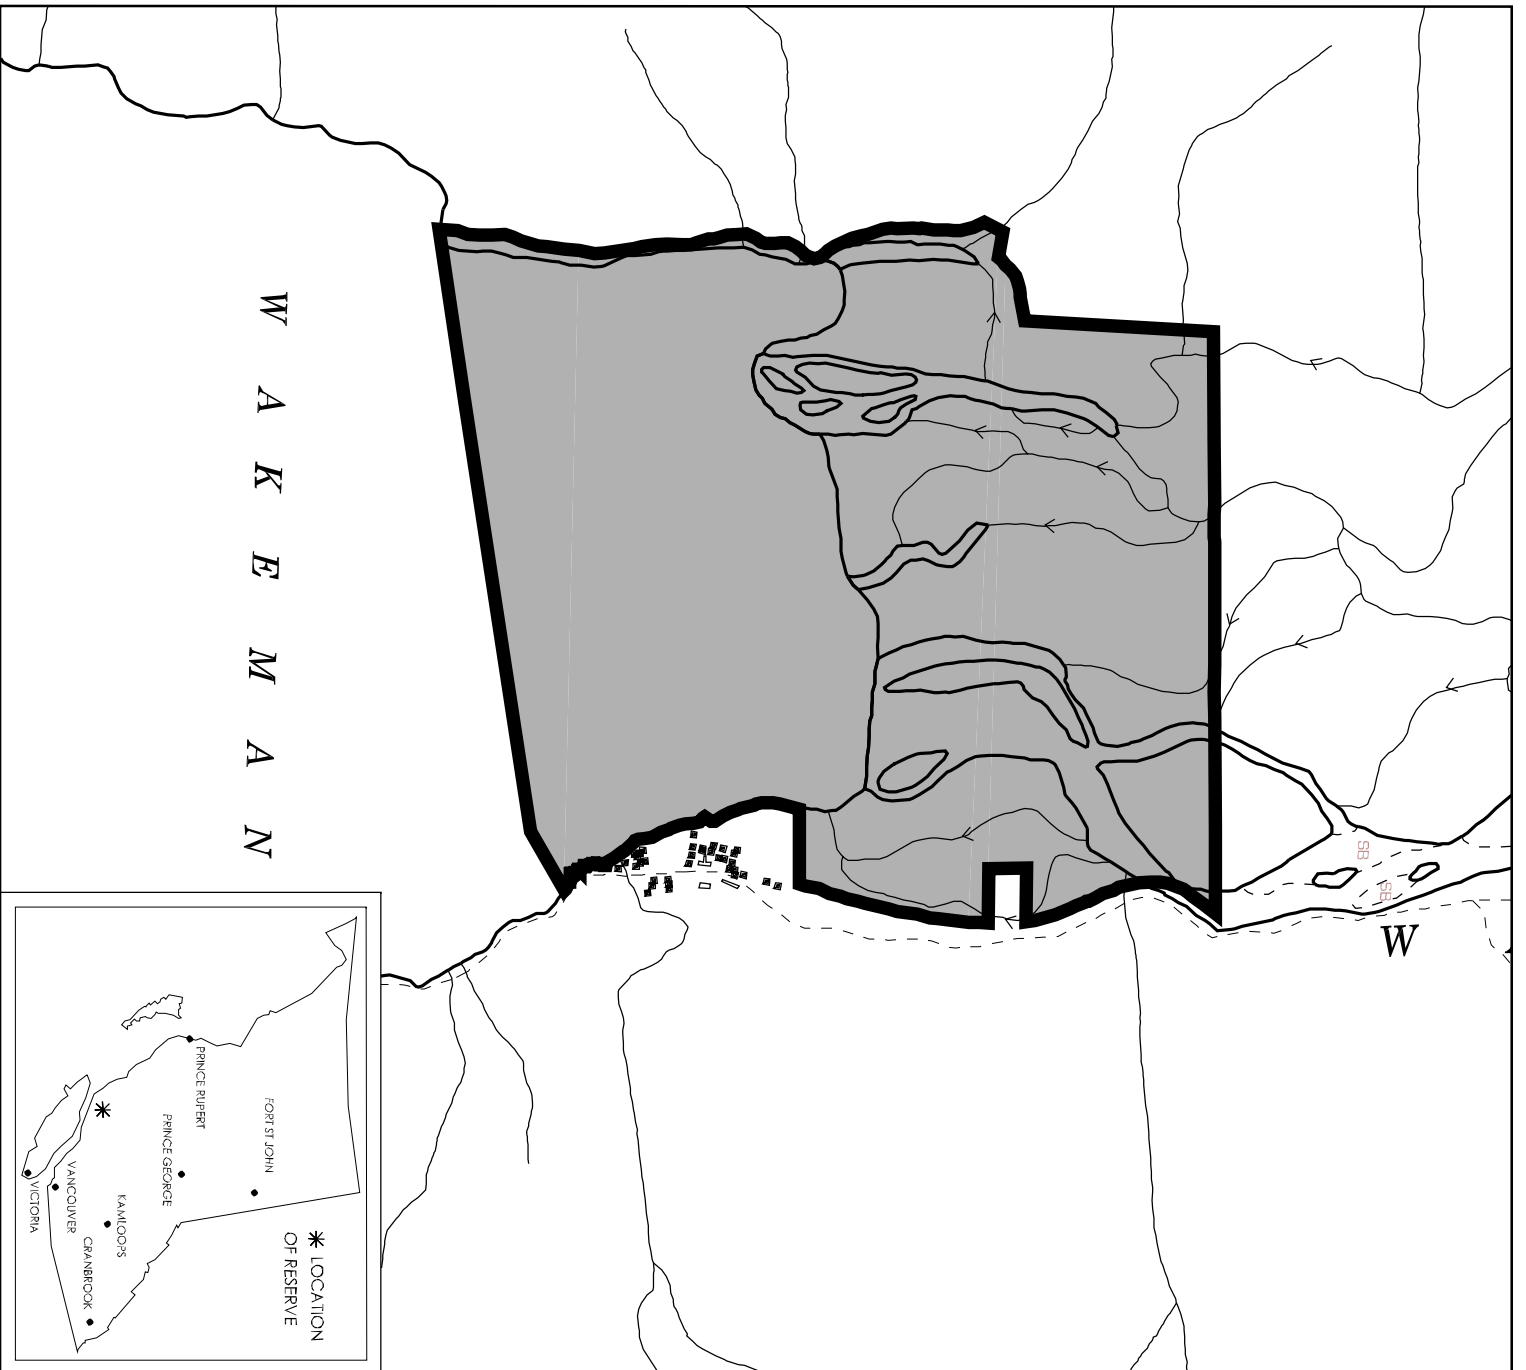 W A K E M A N
W
SB
SB
PRINCE RUPERT
FORT ST JOHN
PRINCE GEORGE
VANCOUVER
KAMLOOPS
VICTORIA
CRANBROOK
LOCATION
OF RESERVE